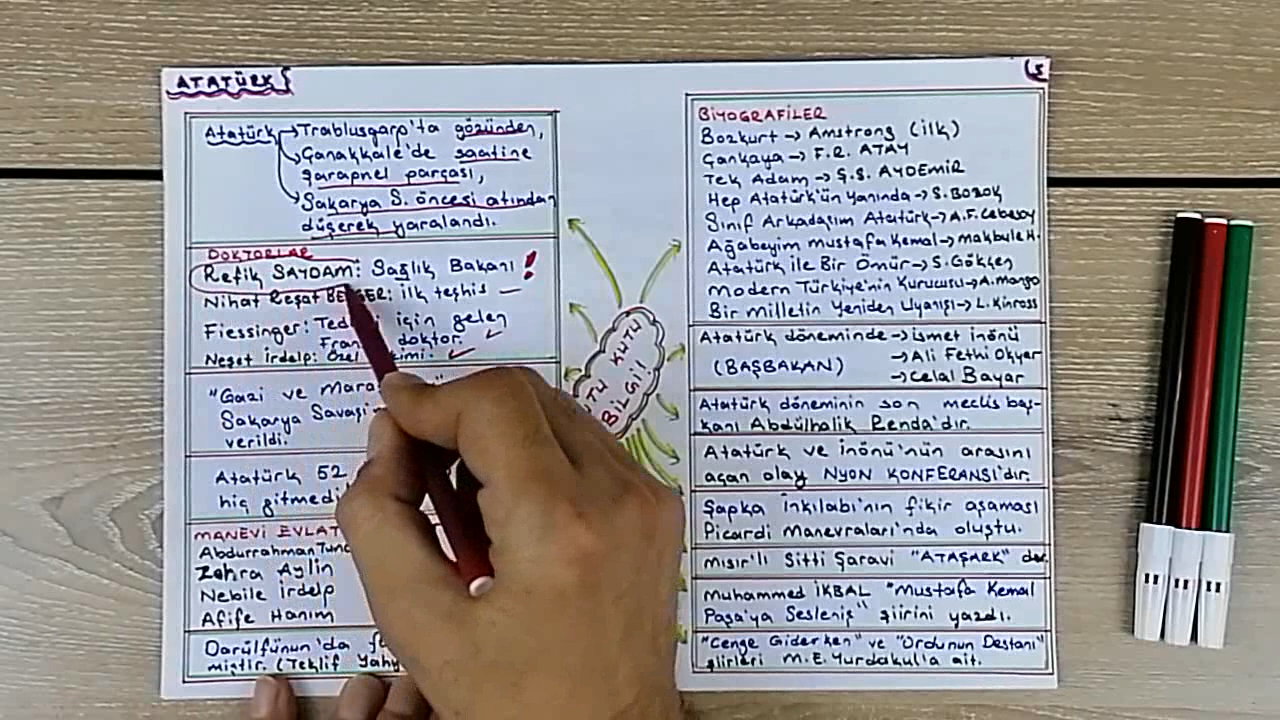 ATATÜRK
4
Atatürk → Trablusgarp'ta gözünden,
→ Çanakkale'de saatine
şarapnel parçası,
→ Sakarya S. öncesi atından
düşerek yaralandı.
DOKTORLAR
Refik SAYDAM: Sağlık Bakanı !
Nihat Reşat BELGER: ilk teşhis
Fiessinger: için gelen
doktor.
Neşet İrdelp: Özel
"Gazi ve
Sakarya
verildi.
Atatürk 52
hiç gitmedi
MANEVİ
Abdurrahman
Zehra Aylin
Nebile İrdelp
Afife Hanım
Darülfünun'da
miştir. (Teklif
KUTU
BİLGİ!
BİYOGRAFİLER
Bozkurt → Amstrong (ilk)
Çankaya → F.R. ATAY
Tek Adam → Ş.S. AYDEMİR
Hep Atatürk'ün Yanında → S. BOZOK
Sınıf Arkadaşım Atatürk → A.F. Cebesoy
Ağabeyim Mustafa Kemal → Makbule H.
Atatürk ile Bir Ömür → S. Gökçen
Modern Türkiye'nin Kurucusu → A. Mango
Bir Milletin Yeniden Uyanışı → L. Kinross
Atatürk döneminde → İsmet İnönü
(BAŞBAKAN) → Ali Fethi Okyar
→ Celal Bayar
Atatürk döneminin son meclis baş-
kanı Abdülhalik Renda'dır.
Atatürk ve İnönü'nün arasını
açan olay NYON KONFERANSI'dır.
Şapka İnkılabı'nın fikir aşaması
Picardi Manevraları'nda oluştu.
Mısır'lı Sitti Şaravi "ATAŞARK" der.
Muhammed İKBAL "Mustafa Kemal
Paşa'ya Sesleniş" şiirini yazdı.
"Cenge Giderken" ve "Ordunun Destanı"
şiirleri M.E. Yurdakul'a ait.